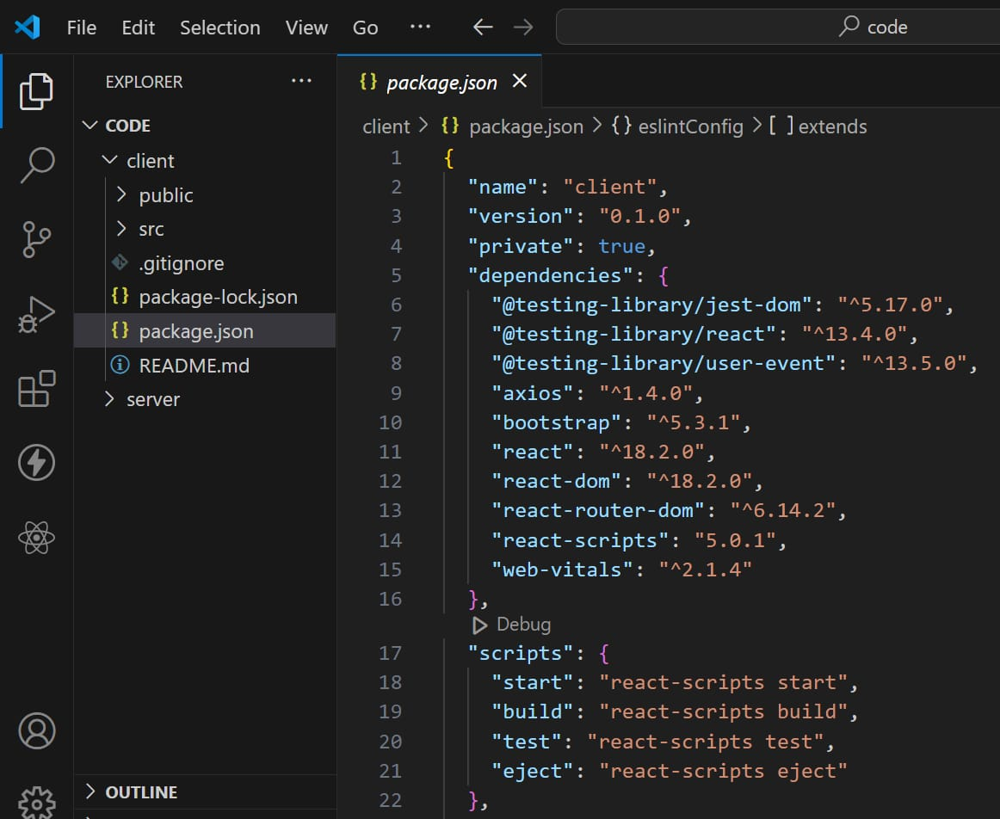 File Edit Selection View Go ··· code
EXPLORER ···
CODE
client
public
src
.gitignore
package-lock.json
package.json
README.md
server
OUTLINE
{} package.json
client > {} package.json > {} eslintConfig > [ ] extends
1 {
2 "name": "client",
3 "version": "0.1.0",
4 "private": true,
5 "dependencies": {
6 "@testing-library/jest-dom": "^5.17.0",
7 "@testing-library/react": "^13.4.0",
8 "@testing-library/user-event": "^13.5.0",
9 "axios": "^1.4.0",
10 "bootstrap": "^5.3.1",
11 "react": "^18.2.0",
12 "react-dom": "^18.2.0",
13 "react-router-dom": "^6.14.2",
14 "react-scripts": "5.0.1",
15 "web-vitals": "^2.1.4"
16 },
Debug
17 "scripts": {
18 "start": "react-scripts start",
19 "build": "react-scripts build",
20 "test": "react-scripts test",
21 "eject": "react-scripts eject"
22 },